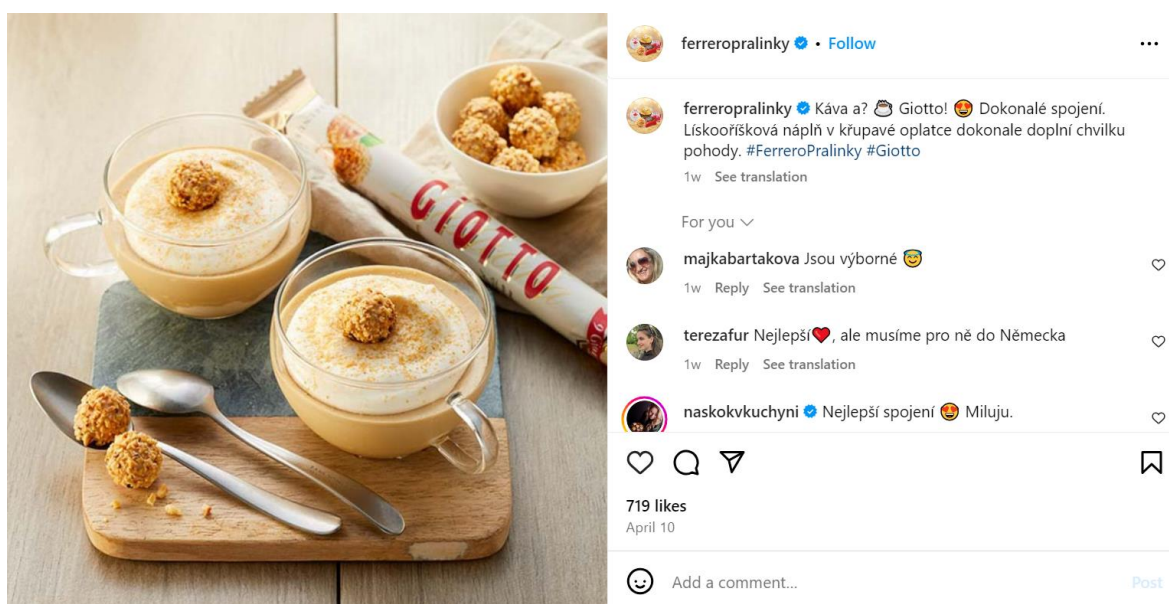 GIOTTO
ferreropralinky • Follow
ferreropralinky Káva a? ☕ Giotto! 😍 Dokonalé spojení.
Lískooříšková náplň v křupavé oplatce dokonale doplní chvilku
pohody. #FerreroPralinky #Giotto
1w See translation
For you
majkabartakova Jsou výborné 😇
1w Reply See translation
terezafur Nejlepší❤️, ale musíme pro ně do Německa
1w Reply See translation
naskokvkuchyni Nejlepší spojení 😍 Miluju.
719 likes
April 10
Add a comment...
Post